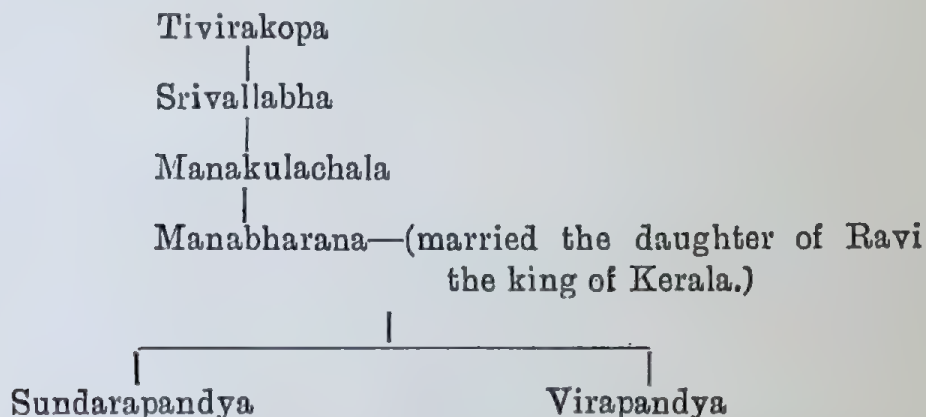 Tivirakopa
Srivallabha
Manakulachala
Manabharana—(married the daughter of Ravi
the king of Kerala.)
Sundarapandya Virapandya